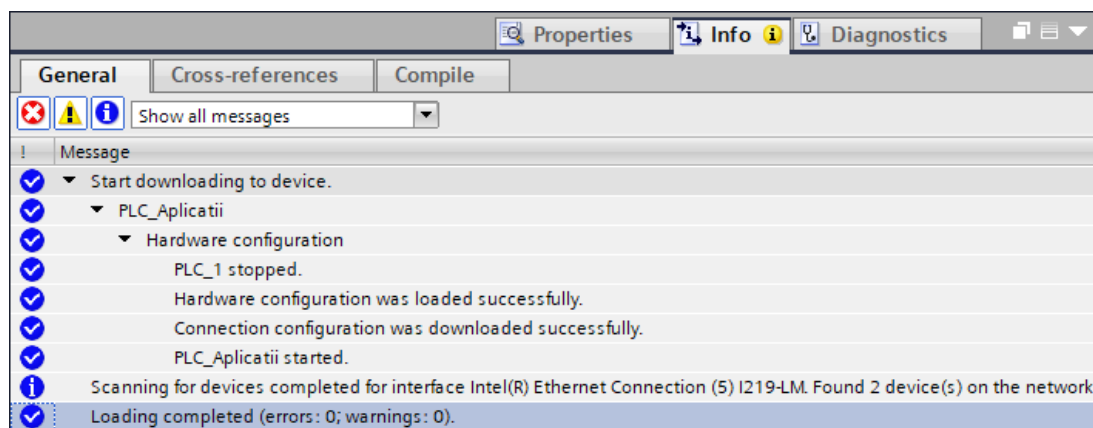 Properties Info Diagnostics
General Cross-references Compile
Show all messages
! Message
Start downloading to device.
PLC_Aplicatii
Hardware configuration
PLC_1 stopped.
Hardware configuration was loaded successfully.
Connection configuration was downloaded successfully.
PLC_Aplicatii started.
Scanning for devices completed for interface Intel(R) Ethernet Connection (5) I219-LM. Found 2 device(s) on the network
Loading completed (errors: 0; warnings: 0).